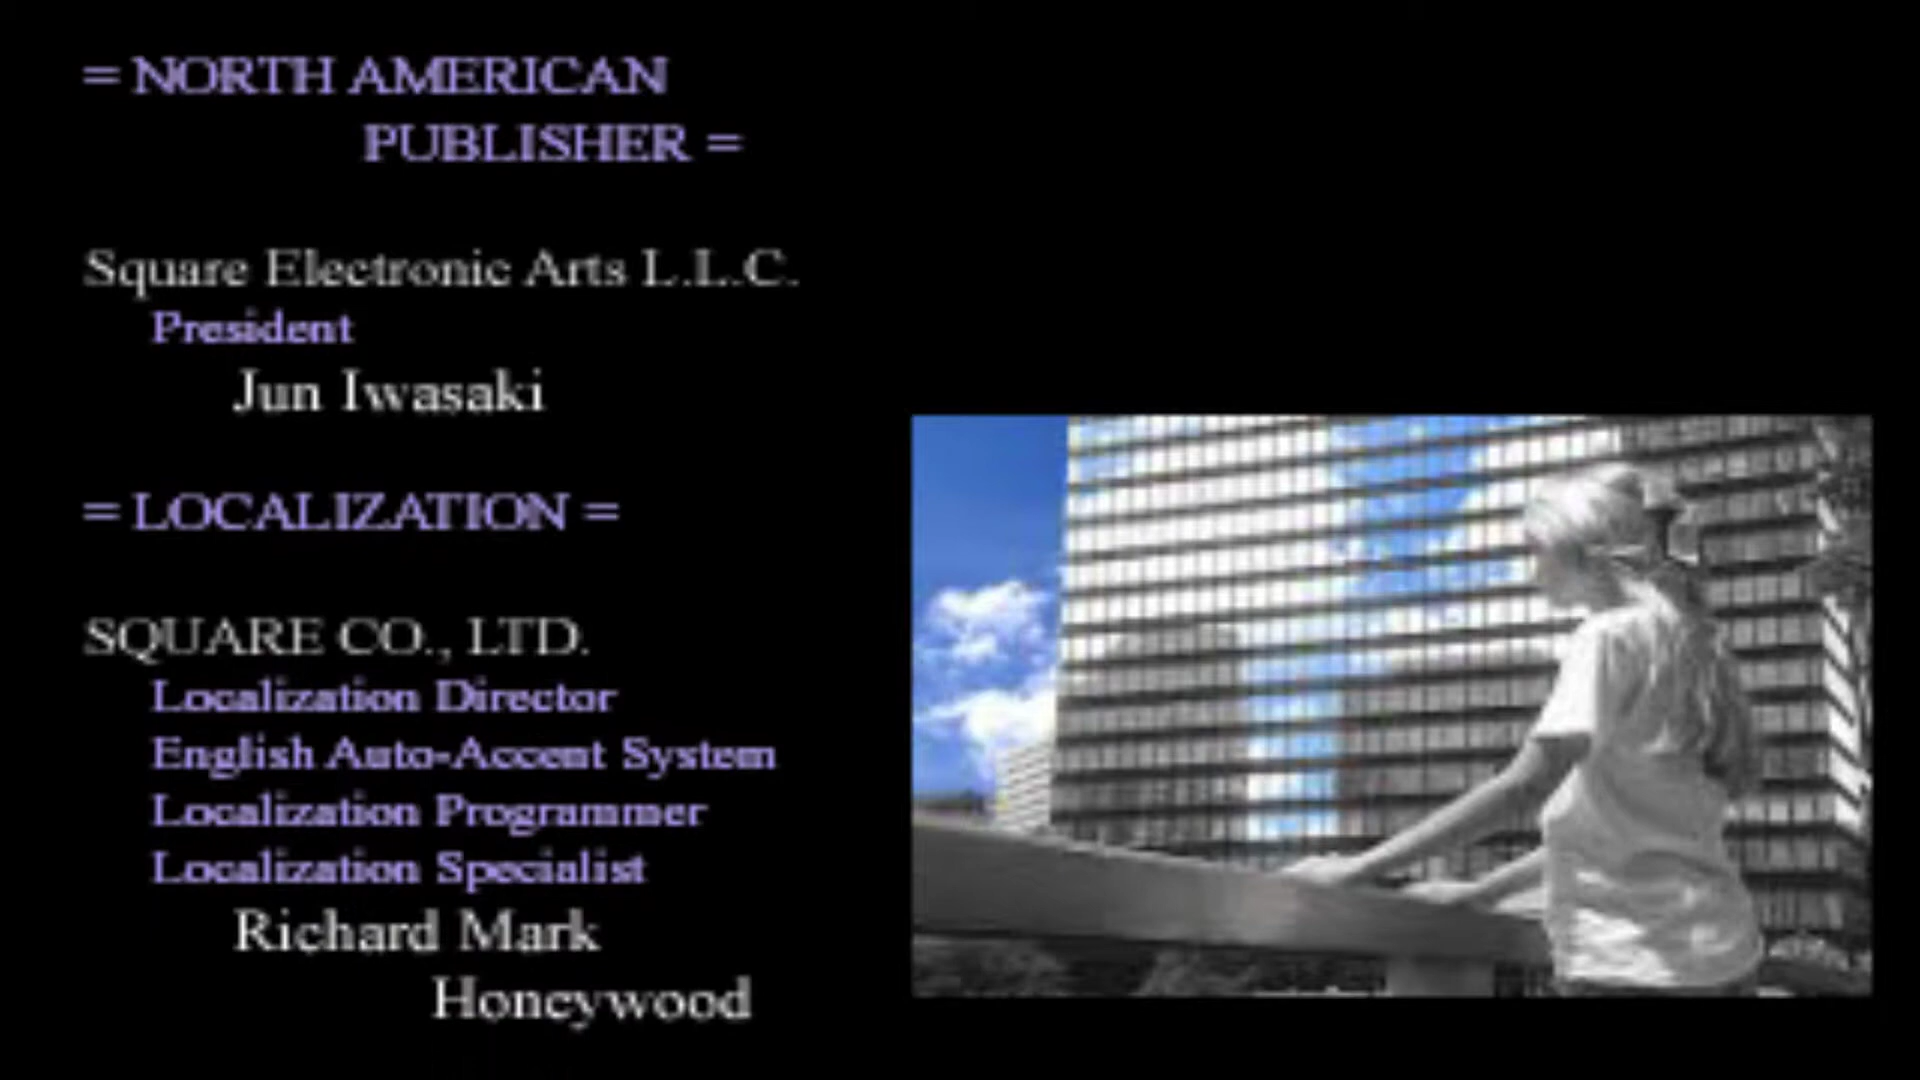 = NORTH AMERICAN
PUBLISHER =
Square Electronic Arts L.L.C.
President
Jun Iwasaki
= LOCALIZATION =
SQUARE CO., LTD.
Localization Director
English Auto-Accent System
Localization Programmer
Localization Specialist
Richard Mark
Honeywood